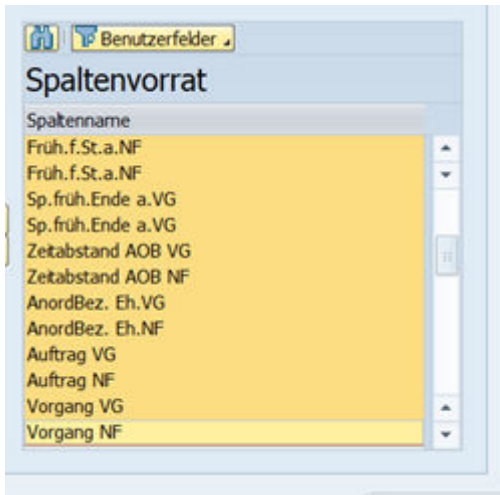 Benutzerfelder
Spaltenvorrat
Spaltenname
Früh.f.St.a.NF
Früh.f.St.a.NF
Sp.früh.Ende a.VG
Sp.früh.Ende a.VG
Zeitabstand AOB VG
Zeitabstand AOB NF
AnordBez. Eh.VG
AnordBez. Eh.NF
Auftrag VG
Auftrag NF
Vorgang VG
Vorgang NF